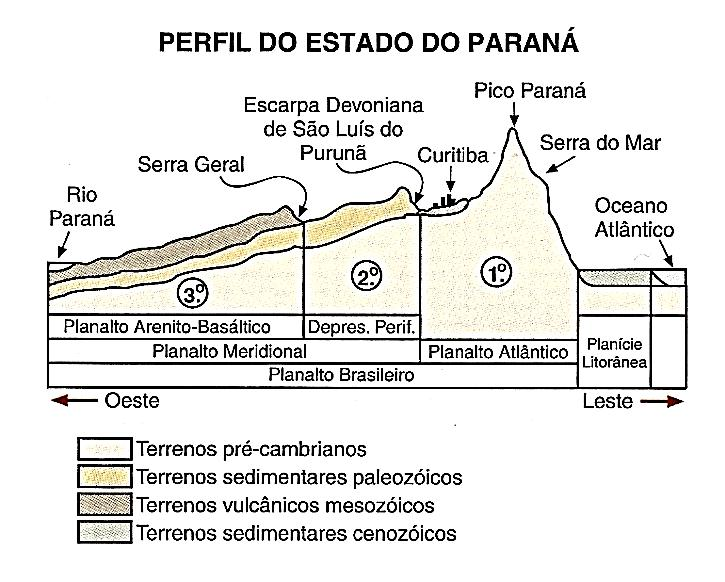 PERFIL DO ESTADO DO PARANÁ
Pico Paraná
Escarpa Devoniana
de São Luís do
Purunã
Curitiba
Serra do Mar
Serra Geral
Rio
Paraná
Oceano
Atlântico
3.º
2.º
1.º
Planalto Arenito-Basáltico
Depres. Perif.
Planalto Meridional
Planalto Atlântico
Planície
Litorânea
Planalto Brasileiro
Oeste
Leste
Terrenos pré-cambrianos
Terrenos sedimentares paleozóicos
Terrenos vulcânicos mesozóicos
Terrenos sedimentares cenozóicos